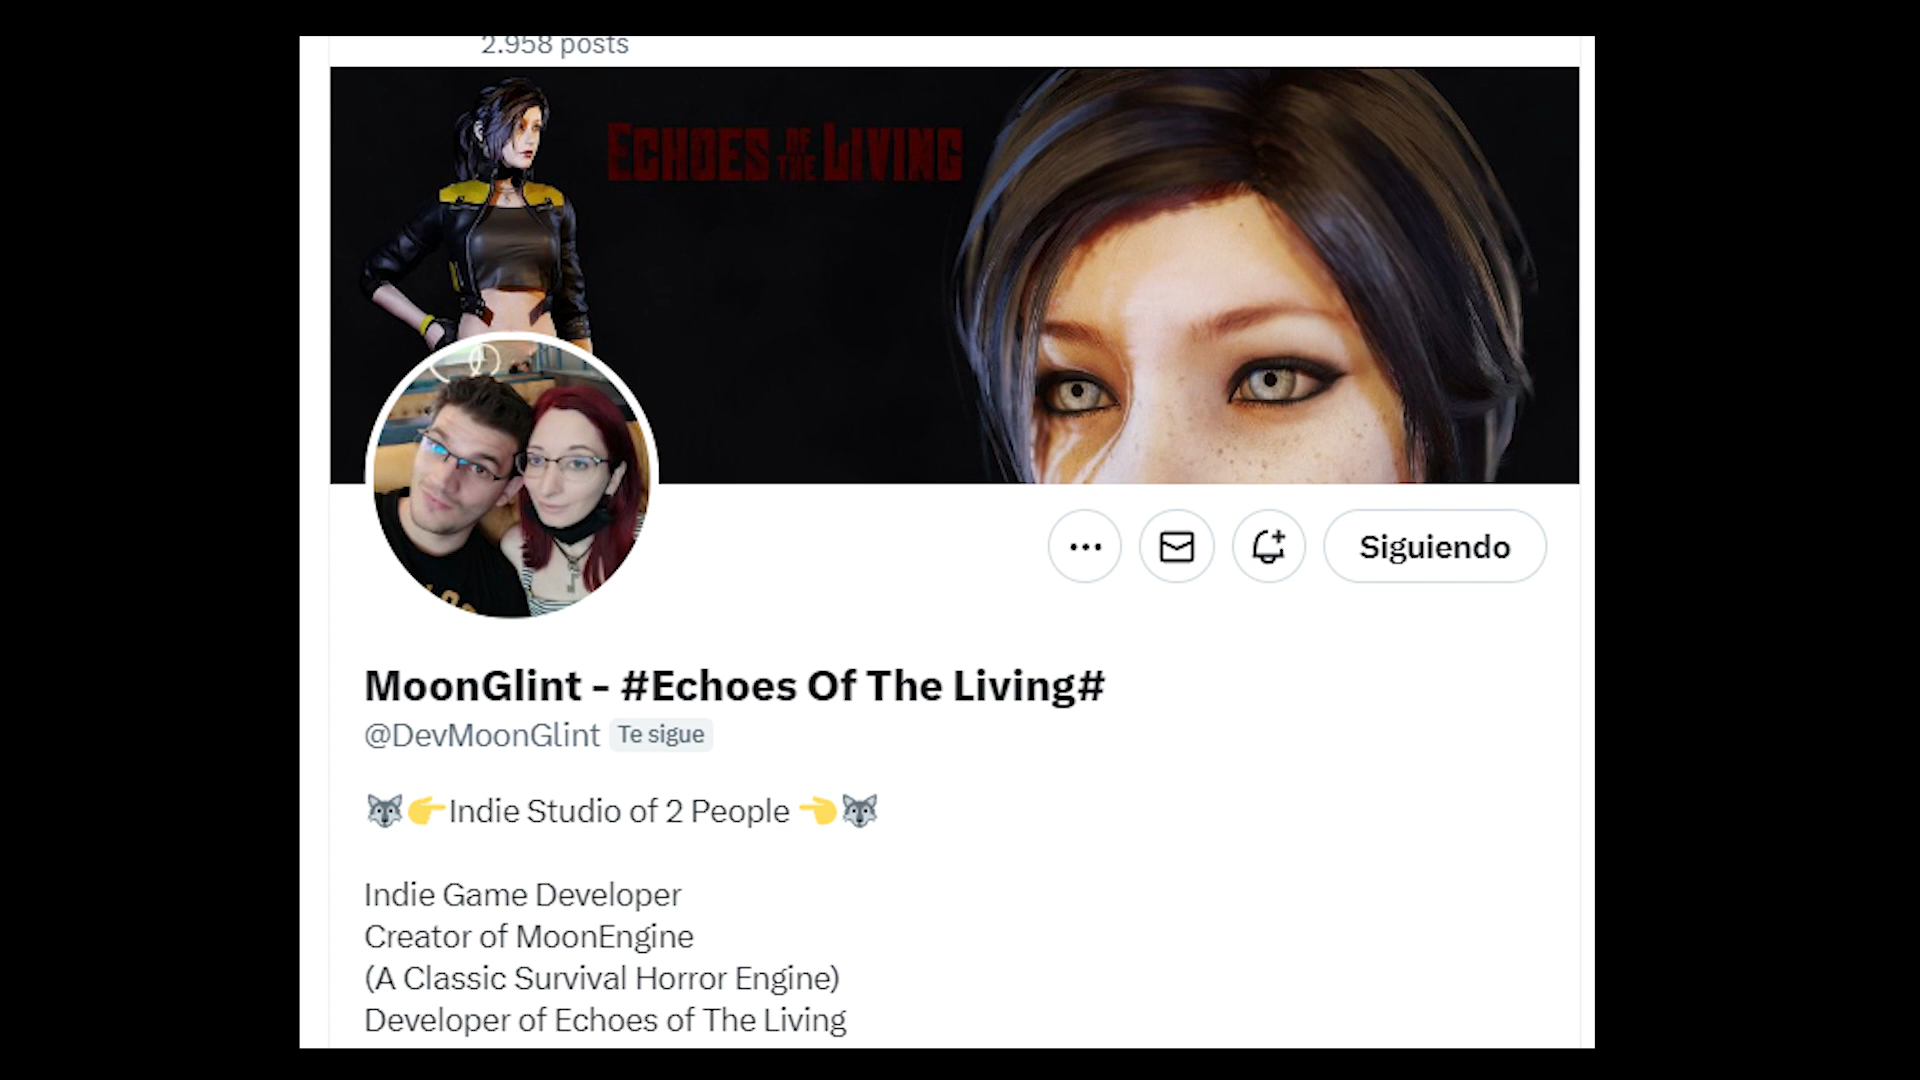 2.958 posts
ECHOES OF THE LIVING
Siguiendo
MoonGlint - #Echoes Of The Living#
@DevMoonGlint Te sigue
🐺👉Indie Studio of 2 People 👈🐺
Indie Game Developer
Creator of MoonEngine
(A Classic Survival Horror Engine)
Developer of Echoes of The Living